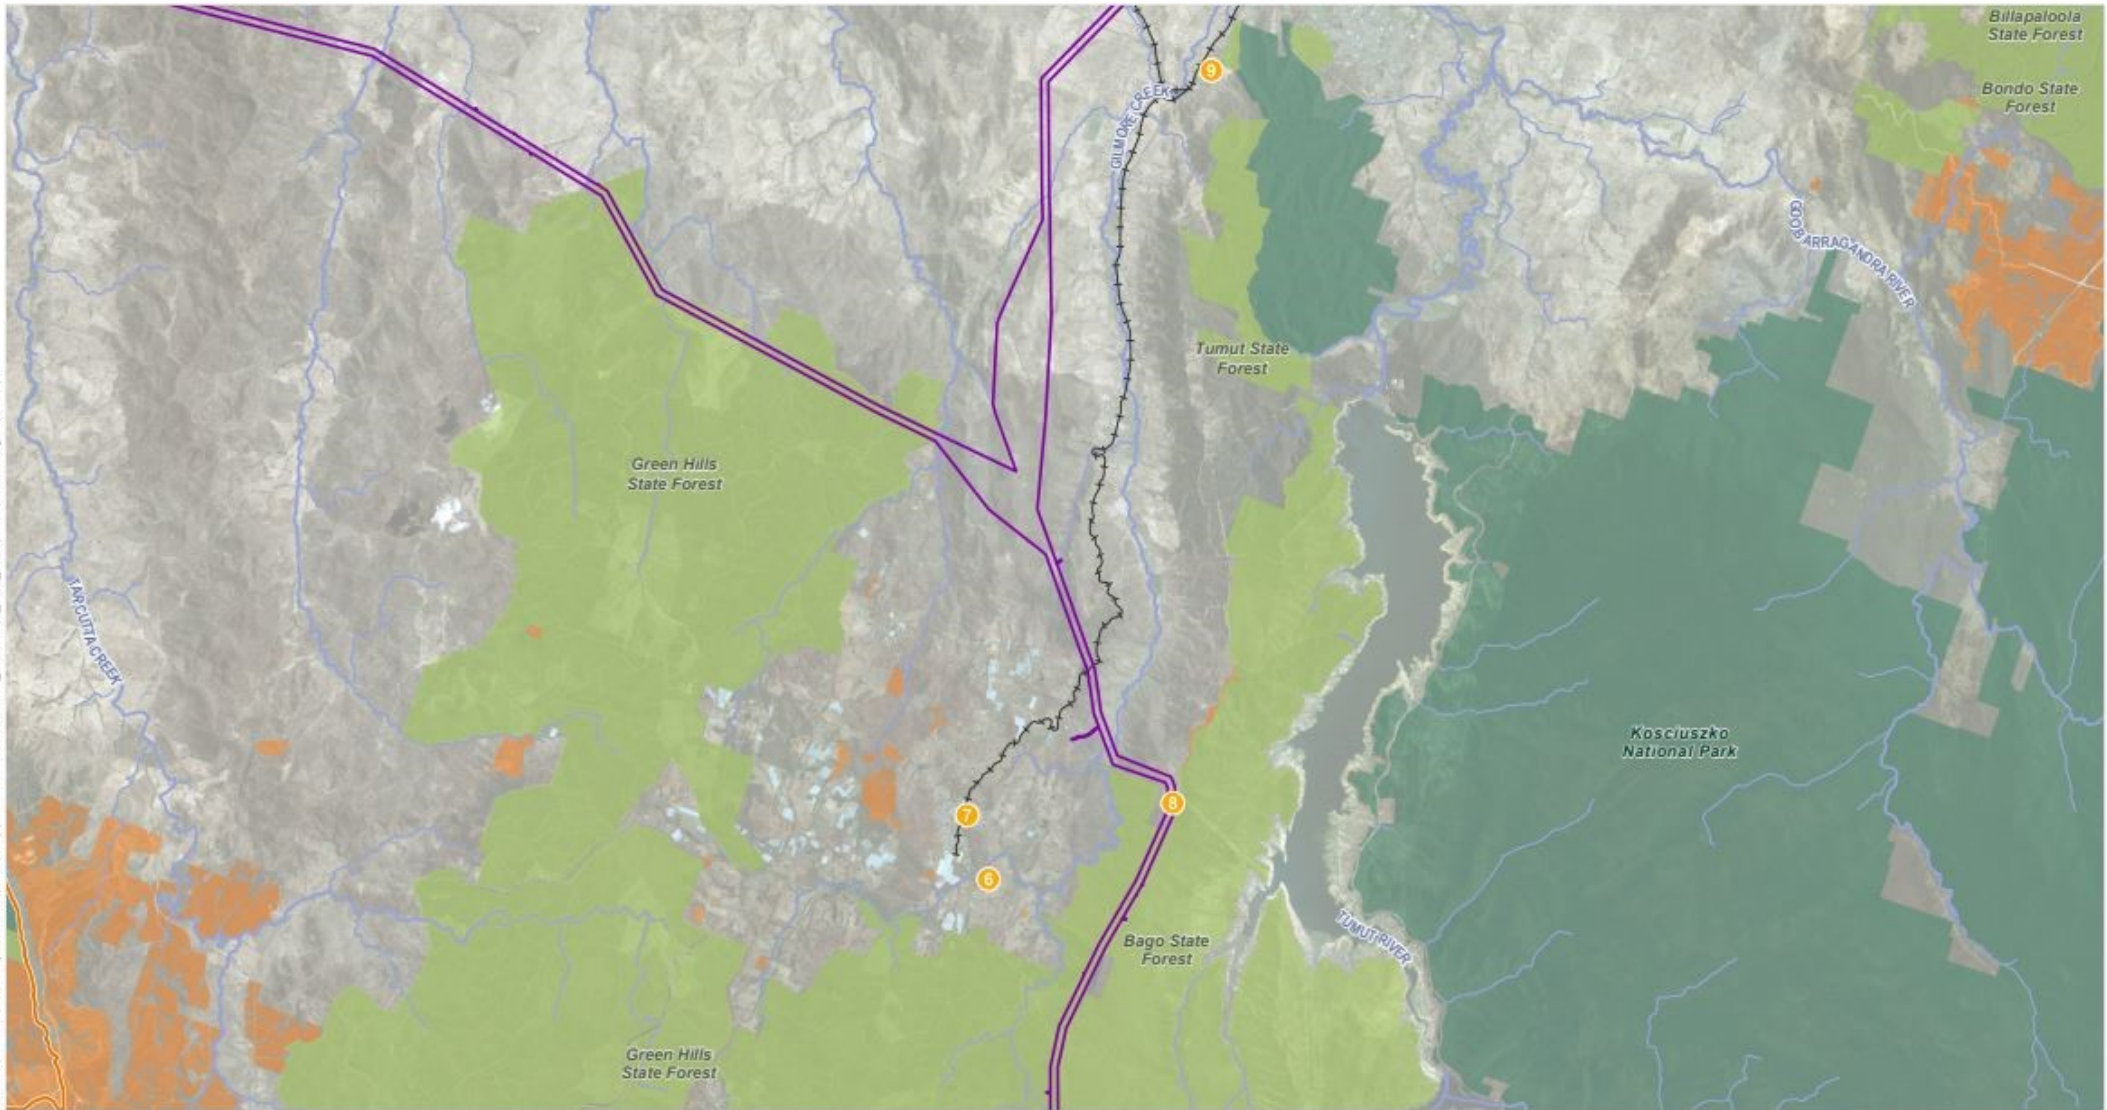 Billapaloola
State Forest
9
Bondo State
Forest
GILMORE CREEK
GOOBARRAGANDRA RIVER
Tumut State
Forest
Green Hills
State Forest
TARCUTTA CREEK
Kosciuszko
National Park
8
7
6
TUMUT RIVER
Bago State
Forest
Green Hills
State Forest